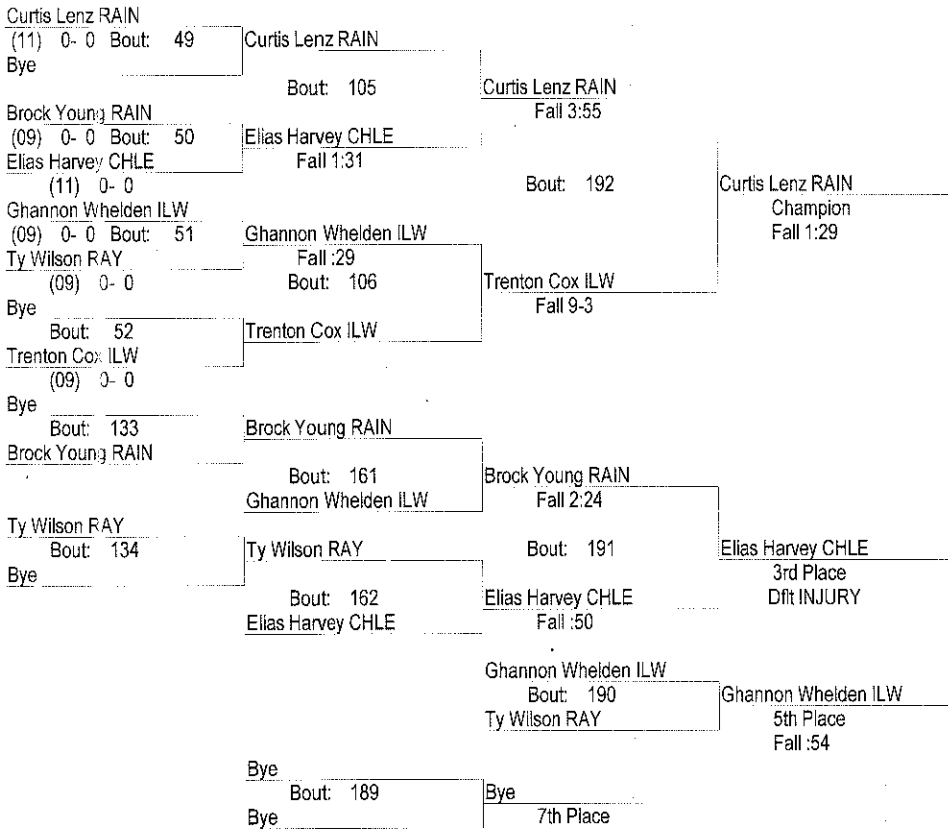 Curtis Lenz RAIN
(11) 0- 0 Bout: 49 Curtis Lenz RAIN
Bye
Bout: 105 Curtis Lenz RAIN
Fall 3:55
Brock Young RAIN
(09) 0- 0 Bout: 50 Elias Harvey CHLE
Elias Harvey CHLE Fall 1:31
(11) 0- 0 Bout: 192 Curtis Lenz RAIN
Ghannon Whelden ILW Champion
(09) 0- 0 Bout: 51 Ghannon Whelden ILW Fall 1:29
Ty Wilson RAY Fall :29
(09) 0- 0 Bout: 106 Trenton Cox ILW
Bye Fall 9-3
Bout: 52 Trenton Cox ILW
Trenton Cox ILW
(09) 0- 0
Bye
Bout: 133 Brock Young RAIN
Brock Young RAIN
Bout: 161 Brock Young RAIN
Ghannon Whelden ILW Fall 2:24
Ty Wilson RAY
Bout: 134 Ty Wilson RAY Bout: 191 Elias Harvey CHLE
Bye 3rd Place
Bout: 162 Elias Harvey CHLE Dflt INJURY
Elias Harvey CHLE Fall :50
Ghannon Whelden ILW
Bout: 190 Ghannon Whelden ILW
Ty Wilson RAY 5th Place
Fall :54
Bye
Bout: 189 Bye
Bye 7th Place